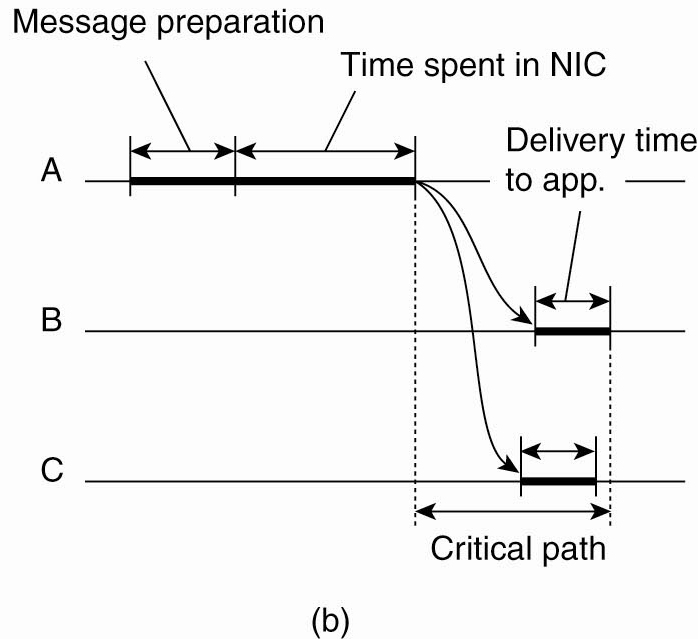 Message preparation
Time spent in NIC
Delivery time
to app.
A
B
C
Critical path
(b)